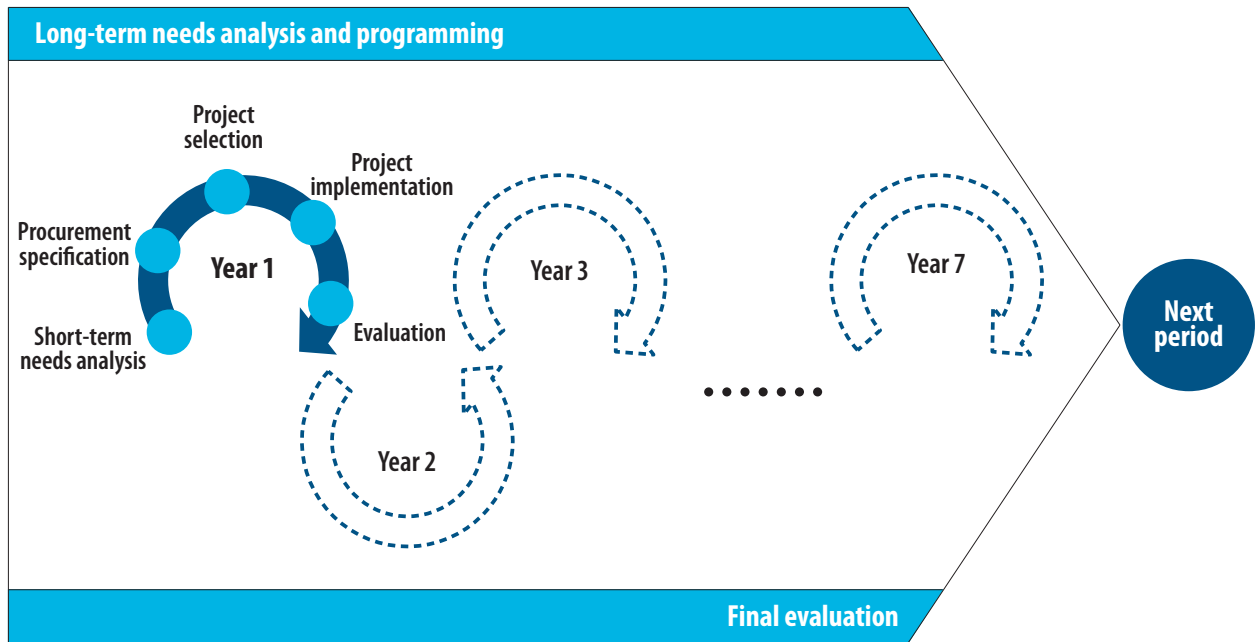 Long-term needs analysis and programming
Project
selection
Project
implementation
Procurement
specification
Year 1
Short-term
needs analysis
Evaluation
Year 2
Year 3
Year 7
Next
period
Final evaluation